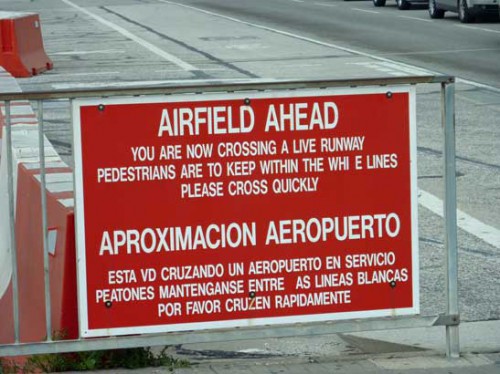 AIRFIELD AHEAD
YOU ARE NOW CROSSING A LIVE RUNWAY
PEDESTRIANS ARE TO KEEP WITHIN THE WHI E LINES
PLEASE CROSS QUICKLY
APROXIMACION AEROPUERTO
ESTA VD CRUZANDO UN AEROPUERTO EN SERVICIO
PEATONES MANTENGANSE ENTRE AS LINEAS BLANCAS
POR FAVOR CRUZEN RAPIDAMENTE